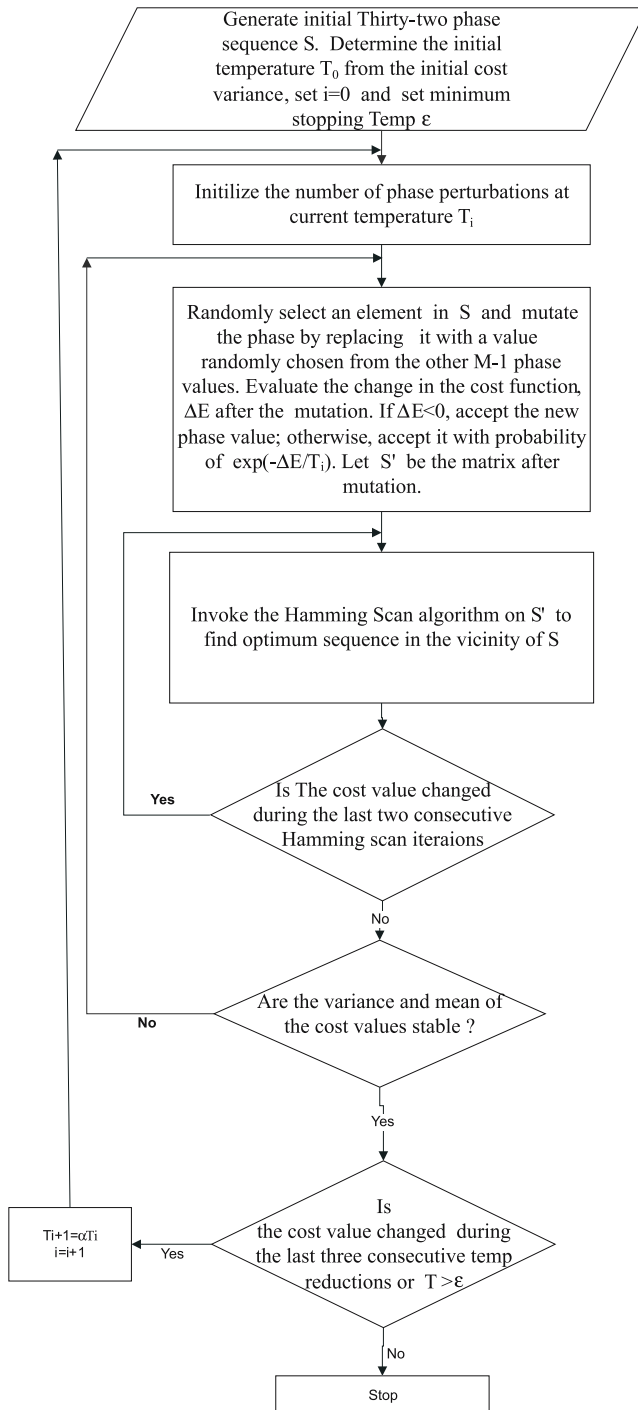 Generate initial Thirty-two phase
sequence S. Determine the initial
temperature T₀ from the initial cost
variance, set i=0 and set minimum
stopping Temp ε
Initilize the number of phase perturbations at
current temperature Tᵢ
Randomly select an element in S and mutate
the phase by replacing it with a value
randomly chosen from the other M-1 phase
values. Evaluate the change in the cost function,
ΔE after the mutation. If ΔE<0, accept the new
phase value; otherwise, accept it with probability
of exp(-ΔE/Tᵢ). Let S' be the matrix after
mutation.
Invoke the Hamming Scan algorithm on S' to
find optimum sequence in the vicinity of S
Is The cost value changed
during the last two consecutive
Hamming scan iteraions
Yes
No
Are the variance and mean of
the cost values stable ?
No
Yes
Is
the cost value changed during
the last three consecutive temp
reductions or T >ε
Yes
Ti+1=αTi
i=i+1
No
Stop